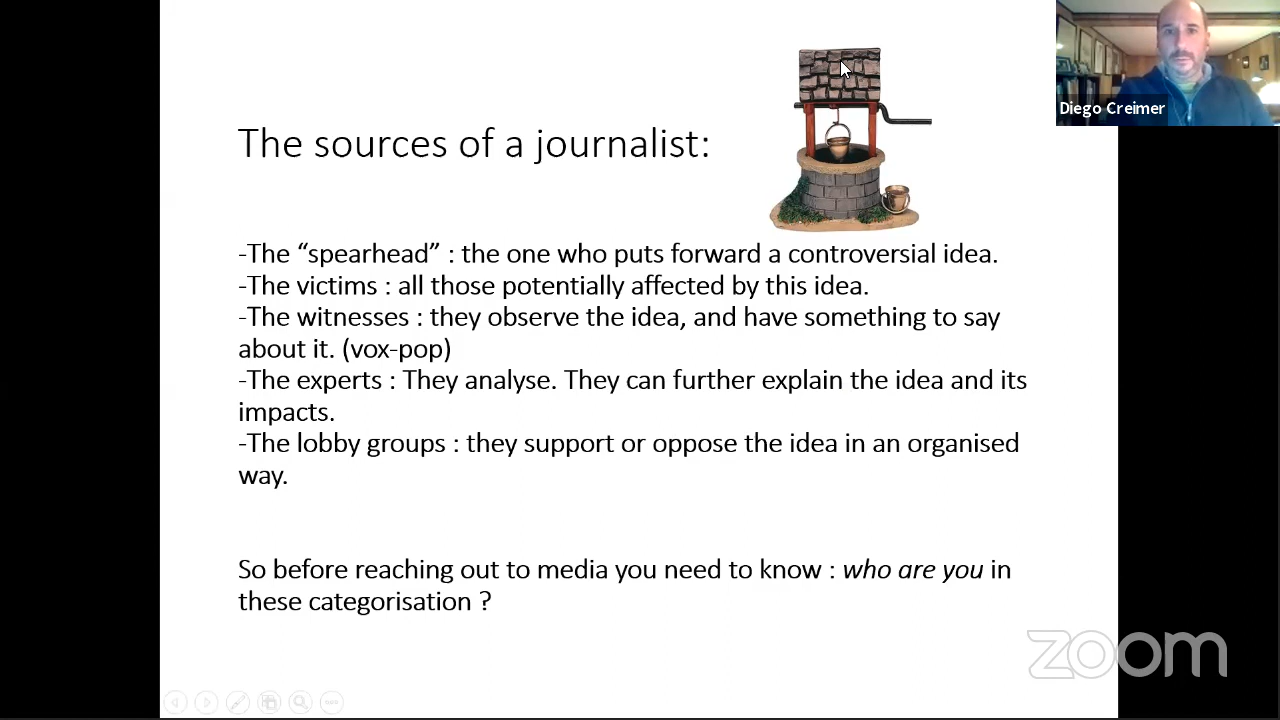 Diego Creimer
The sources of a journalist:
-The “spearhead” : the one who puts forward a controversial idea.
-The victims : all those potentially affected by this idea.
-The witnesses : they observe the idea, and have something to say
about it. (vox-pop)
-The experts : They analyse. They can further explain the idea and its
impacts.
-The lobby groups : they support or oppose the idea in an organised
way.
So before reaching out to media you need to know : who are you in
these categorisation ?
zoom